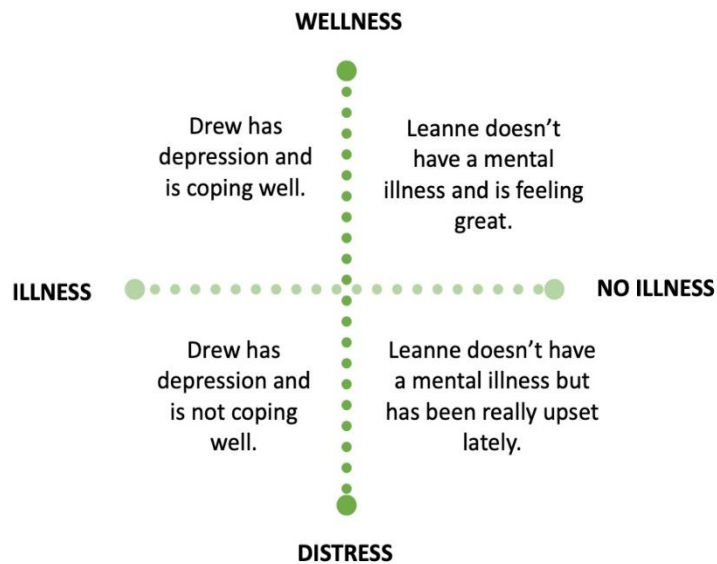 WELLNESS
Drew has
depression and
is coping well.
Leanne doesn’t
have a mental
illness and is feeling
great.
ILLNESS
NO ILLNESS
Drew has
depression and
is not coping
well.
Leanne doesn’t have
a mental illness but
has been really upset
lately.
DISTRESS